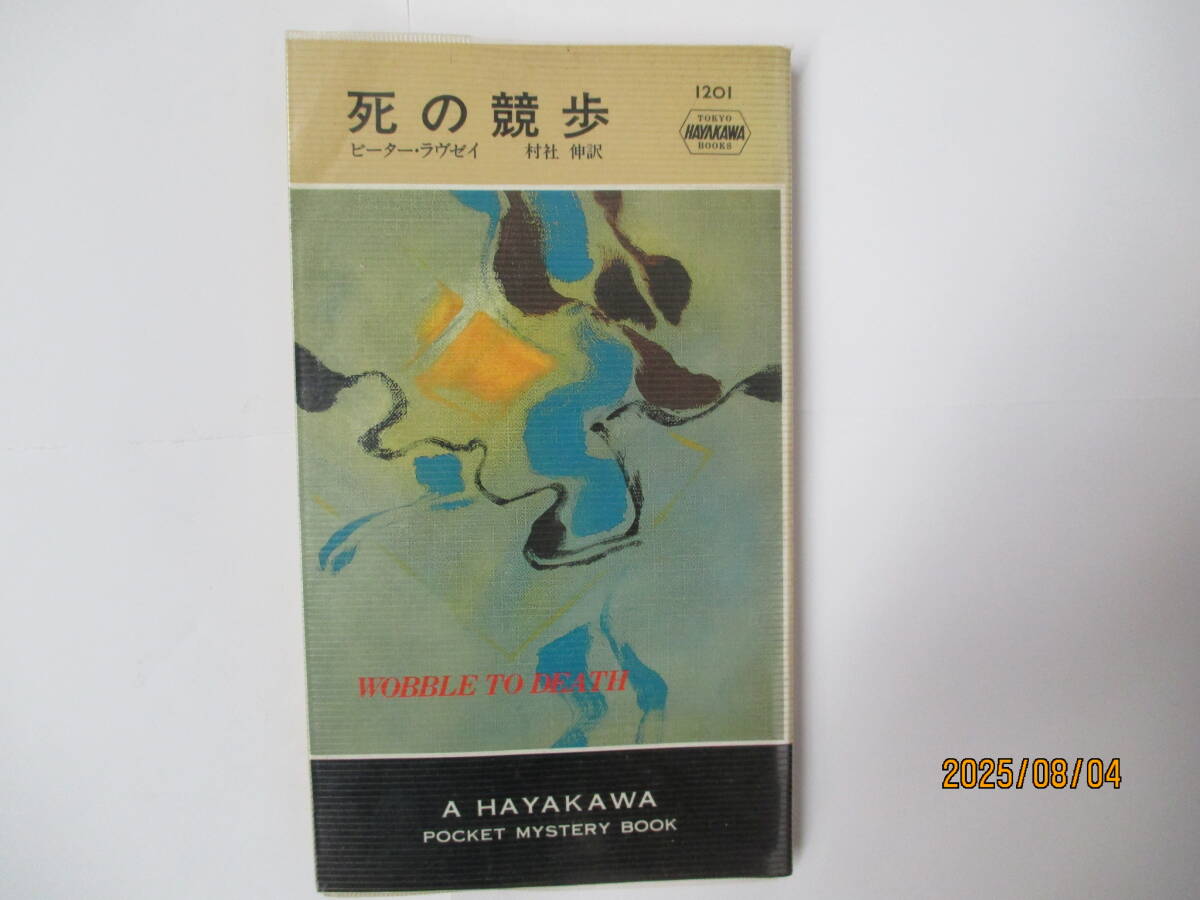 死の競歩
ピーター・ラヴゼイ 村社 伸訳
1201
TOKYO
HAYAKAWA
BOOKS
WOBBLE TO DEATH
A HAYAKAWA
POCKET MYSTERY BOOK
2025/08/04